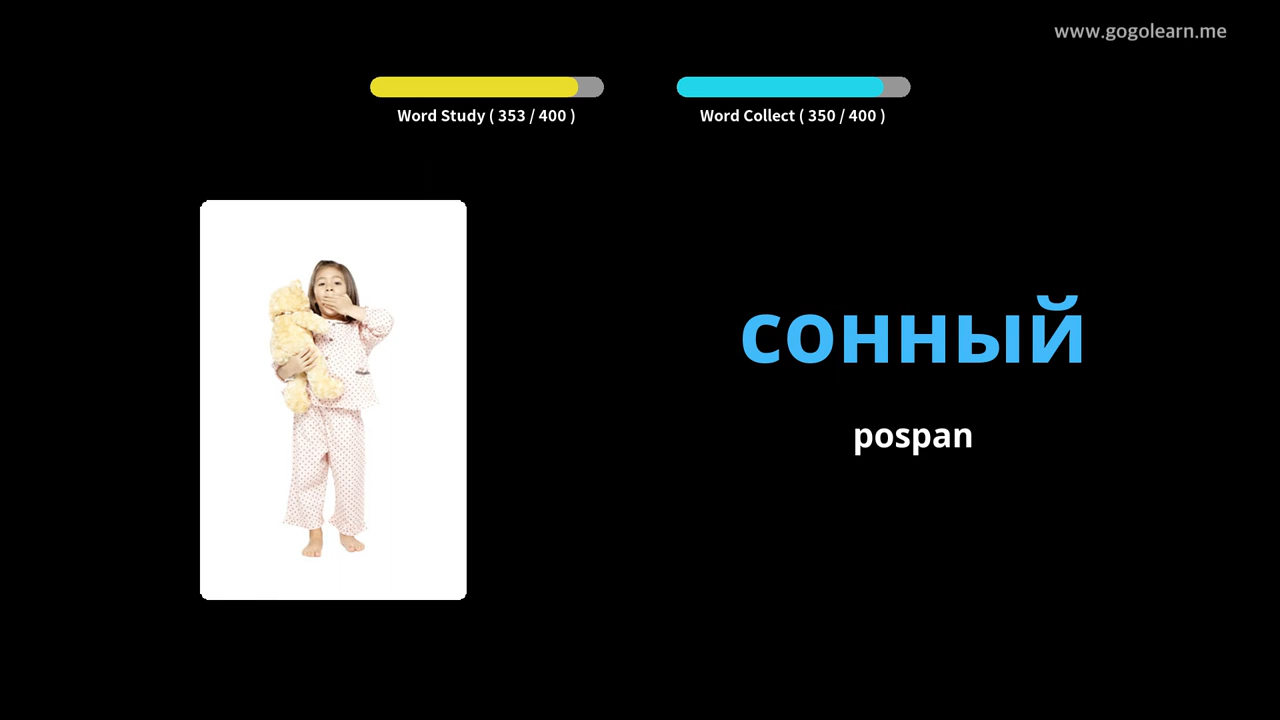 www.gogolearn.me
Word Study ( 353 / 400 )
Word Collect ( 350 / 400 )
сонный
pospan